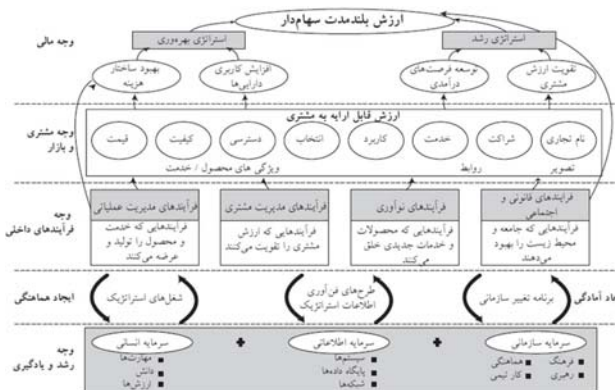 ارزش بلندمدت سهام‌دار
وجه مالی
استراتژی بهره‌وری
استراتژی رشد
بهبود ساختار
هزینه
افزایش کاربری
دارایی‌ها
توسعه فرصت‌های
درآمدی
تقویت ارزش
مشتری
وجه مشتری
و بازار
ارزش قابل ارایه به مشتری
قیمت
کیفیت
دسترسی
انتخاب
کاربرد
خدمت
شراکت
نام تجاری
ویژگی های محصول / خدمت
روابط
تصویر
وجه
فرآیندهای داخلی
فرآیندهای مدیریت عملیاتی
فرآیندهایی که خدمت
و محصول را تولید و
عرضه می‌کنند
فرآیندهای مدیریت مشتری
فرآیندهایی که ارزش
مشتری را تقویت می‌کنند
فرآیندهای نوآوری
فرآیندهایی که محصولات
و خدمات جدیدی خلق
می‌کنند
فرایندهای قانونی و
اجتماعی
فرآیندهایی که جامعه و
محیط زیست را بهبود
می‌دهند
ایجاد هماهنگی
شغل‌های استراتژیک
طرح‌های فن‌آوری
اطلاعات استراتژیک
برنامه تغییر سازمانی
اد آمادگی
وجه
رشد و یادگیری
سرمایه انسانی
مهارت‌ها
دانش
ارزش‌ها
+
سرمایه اطلاعاتی
سیستم‌ها
پایگاه داده‌ها
شبکه‌ها
+
سرمایه سازمانی
فرهنگ
هماهنگی
رهبری
کار تیمی